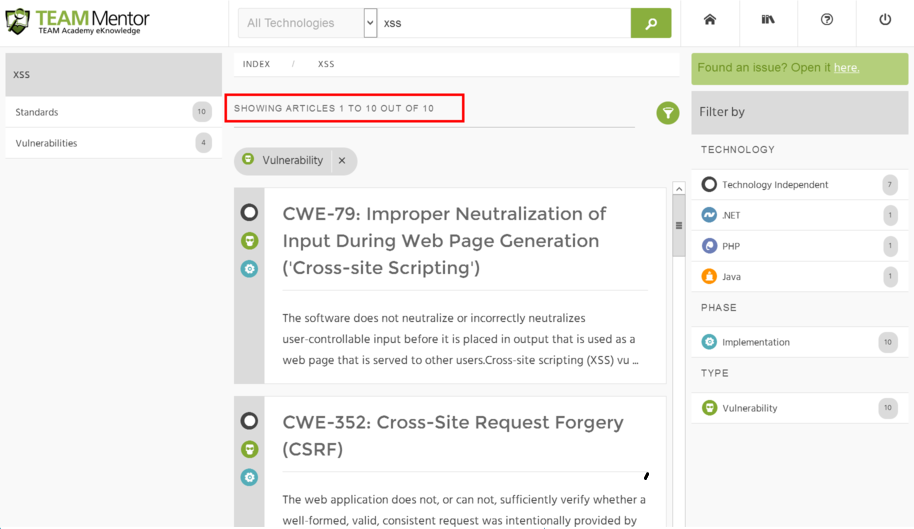 TEAM Mentor
TEAM Academy eKnowledge
All Technologies
xss
xss
Standards 10
Vulnerabilities 4
INDEX / XSS
SHOWING ARTICLES 1 TO 10 OUT OF 10
Vulnerability ×
CWE-79: Improper Neutralization of
Input During Web Page Generation
('Cross-site Scripting')
The software does not neutralize or incorrectly neutralizes
user-controllable input before it is placed in output that is used as a
web page that is served to other users.Cross-site scripting (XSS) vu ...
CWE-352: Cross-Site Request Forgery
(CSRF)
The web application does not, or can not, sufficiently verify whether a
well-formed, valid, consistent request was intentionally provided by
Found an issue? Open it here.
Filter by
TECHNOLOGY
Technology Independent 7
.NET 1
PHP 1
Java 1
PHASE
Implementation 10
TYPE
Vulnerability 10